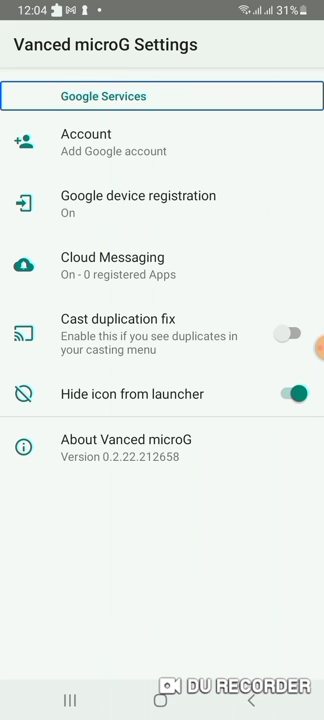 12:04 31%
Vanced microG Settings
Google Services
Account
Add Google account
Google device registration
On
Cloud Messaging
On - 0 registered Apps
Cast duplication fix
Enable this if you see duplicates in
your casting menu
Hide icon from launcher
About Vanced microG
Version 0.2.22.212658
DU RECORDER